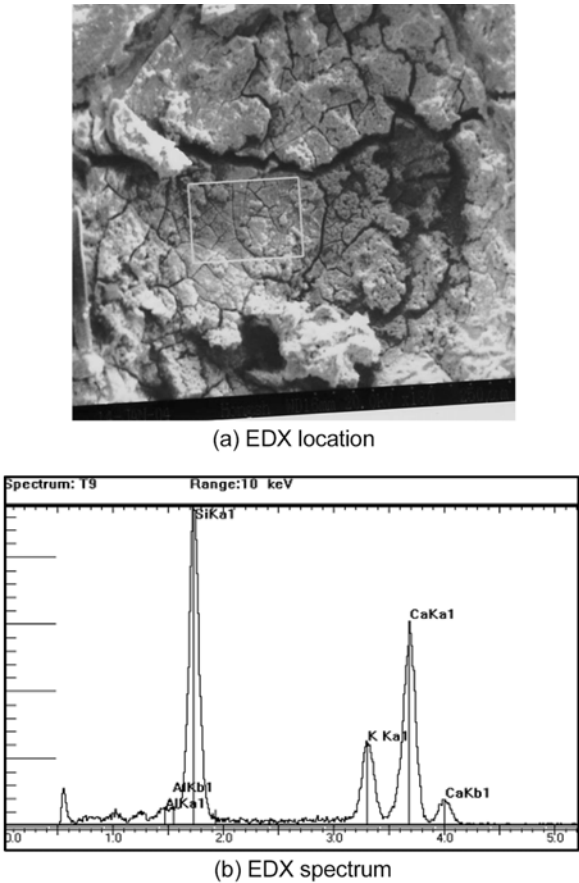 (a) EDX location
Spectrum: T9 Range:10 keV
SiKa1
CaKa1
K Ka1
AlKb1
AlKa1
CaKb1
0.0 1.0 2.0 3.0 4.0 5.0
(b) EDX spectrum